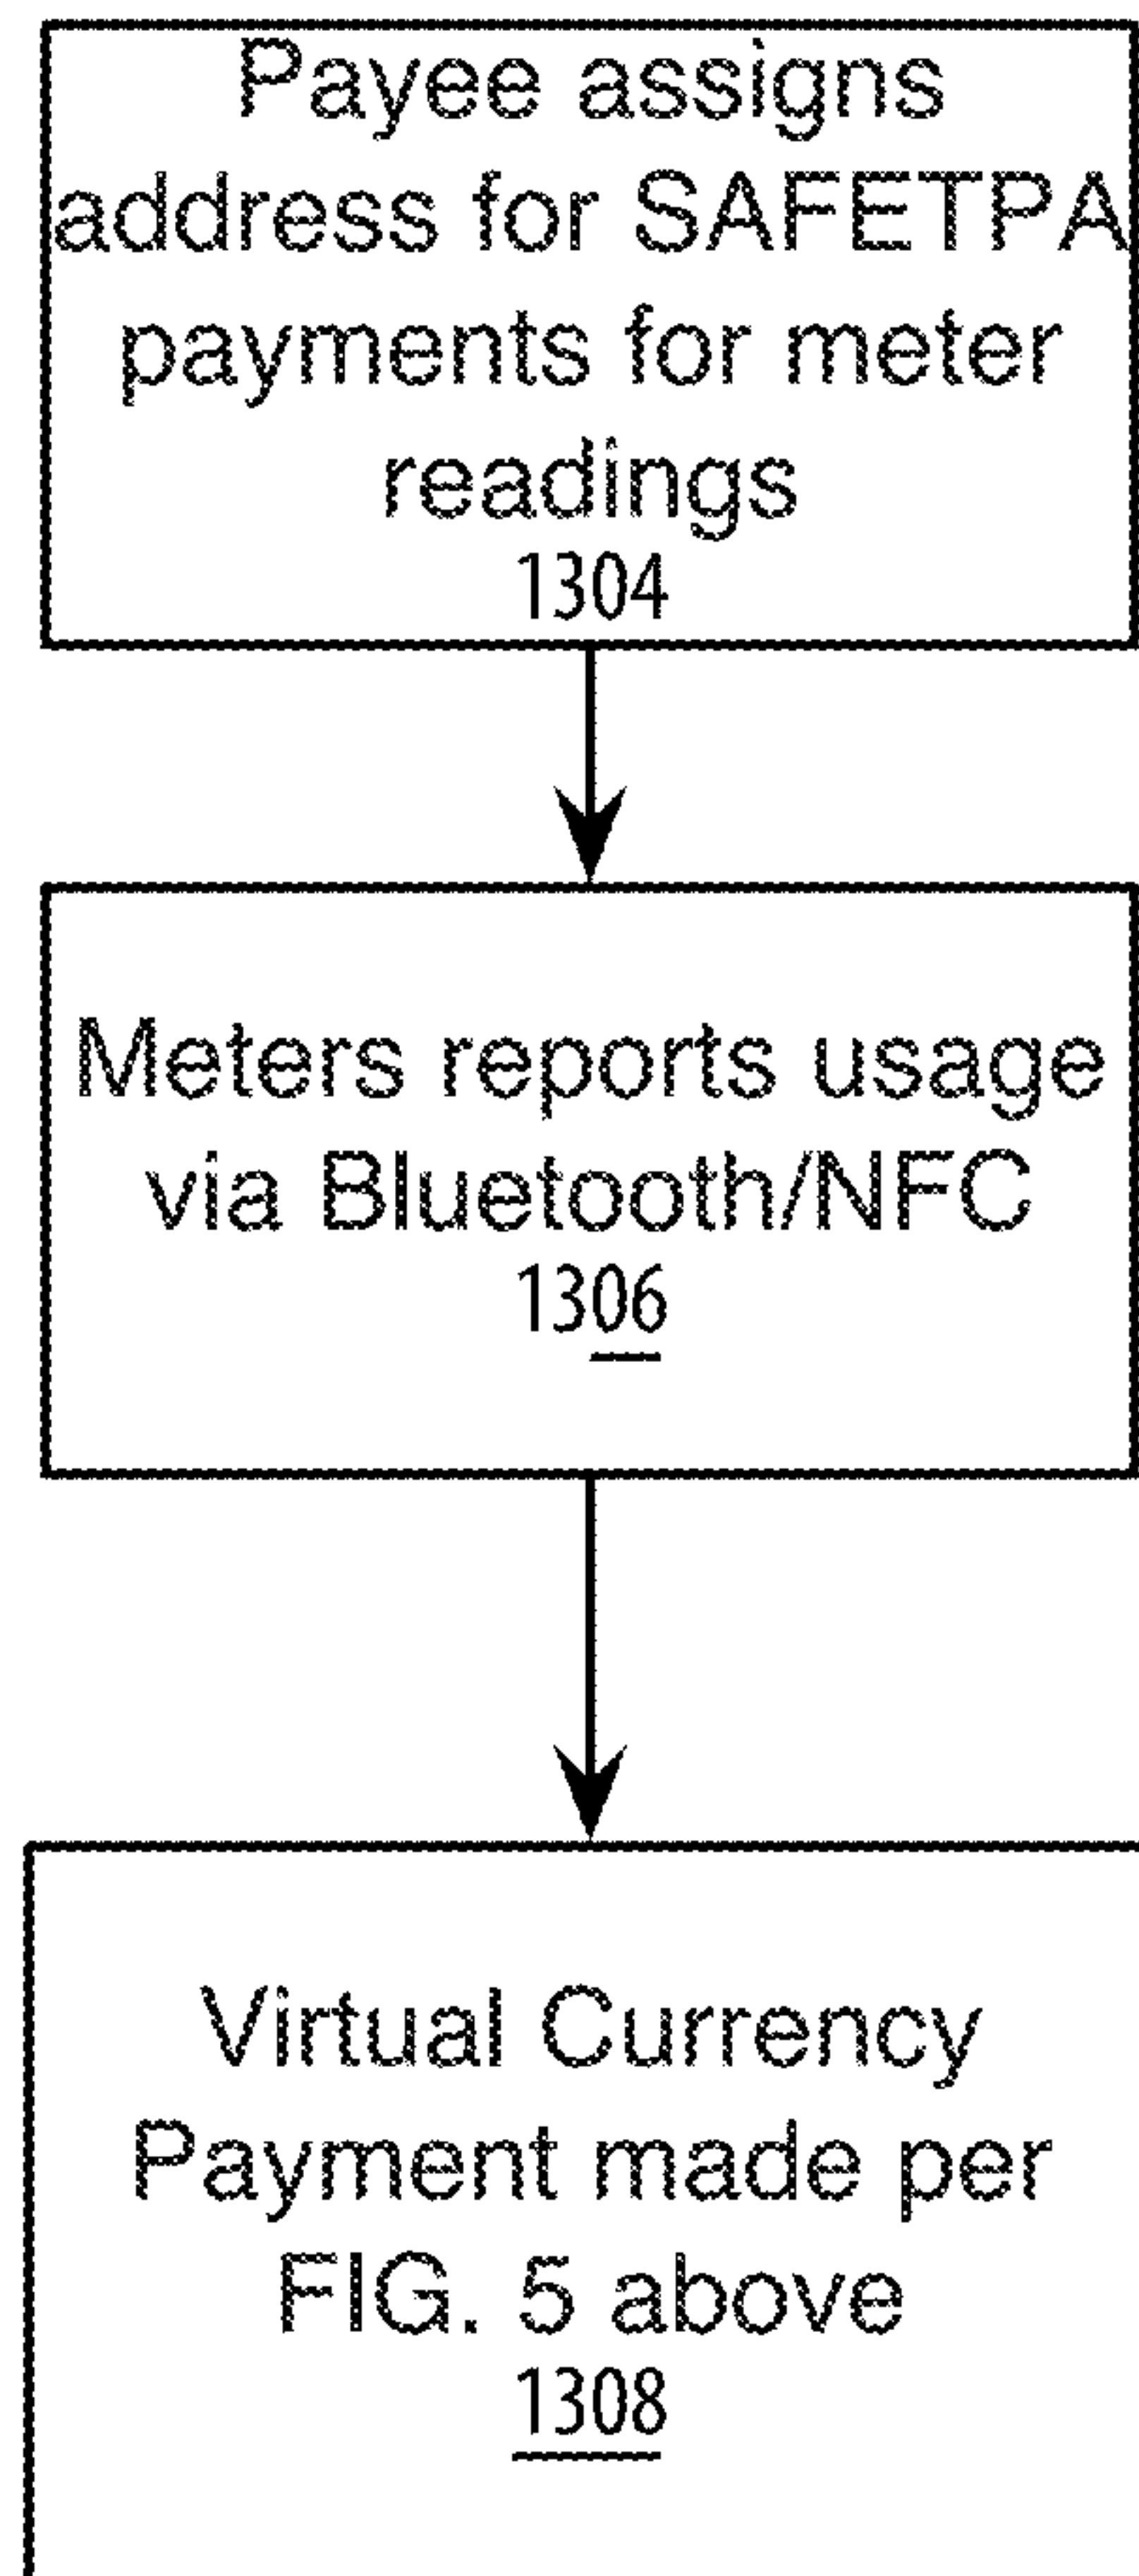 Payee assigns
address for SAFETPA
payments for meter
readings
1304
Meters reports usage
via Bluetooth/NFC
1306
Virtual Currency
Payment made per
FIG. 5 above
1308